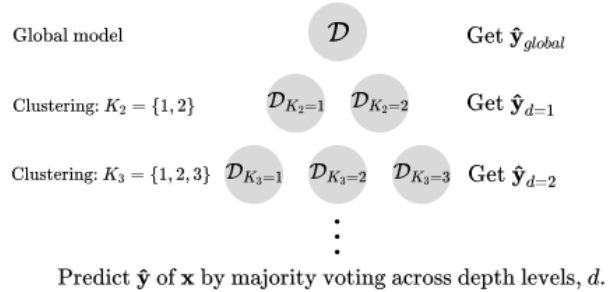 Global model 𝒟 Get ŷ_global
Clustering: K₂ = {1, 2} 𝒟_{K₂=1} 𝒟_{K₂=2} Get ŷ_{d=1}
Clustering: K₃ = {1, 2, 3} 𝒟_{K₃=1} 𝒟_{K₃=2} 𝒟_{K₃=3} Get ŷ_{d=2}
⋮
Predict ŷ of x by majority voting across depth levels, d.